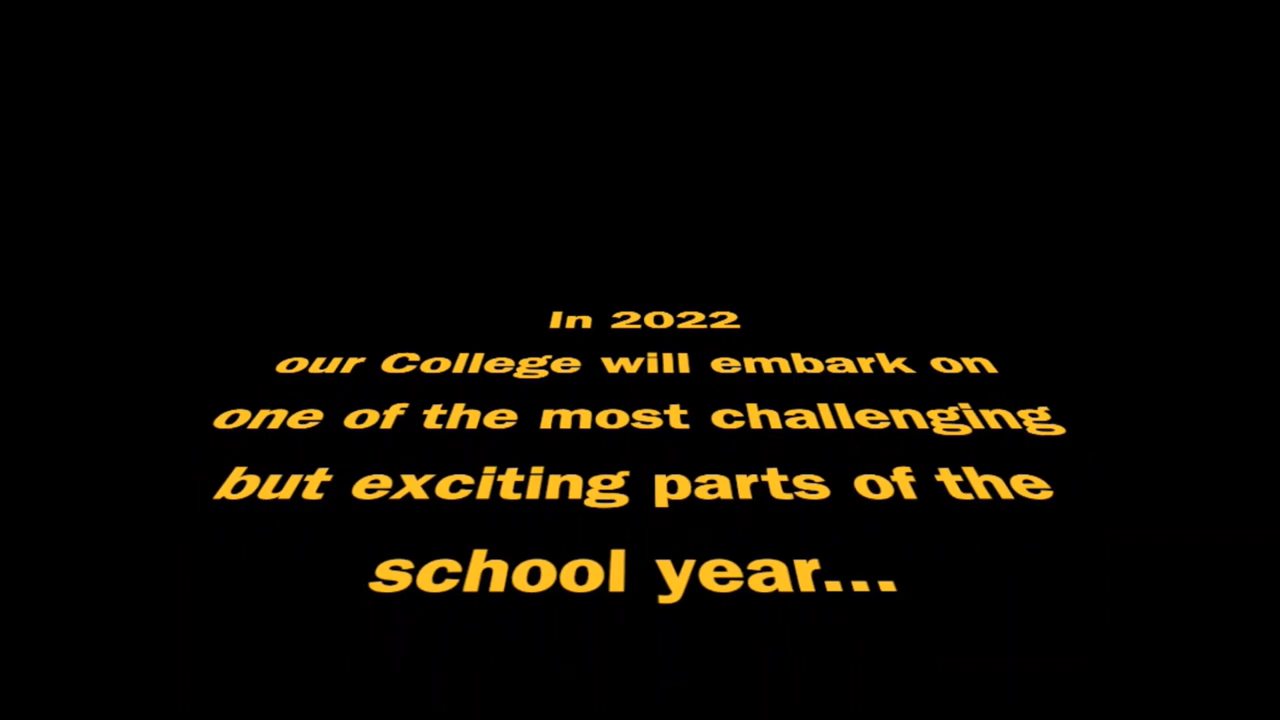 In 2022
our College will embark on
one of the most challenging
but exciting parts of the
school year...